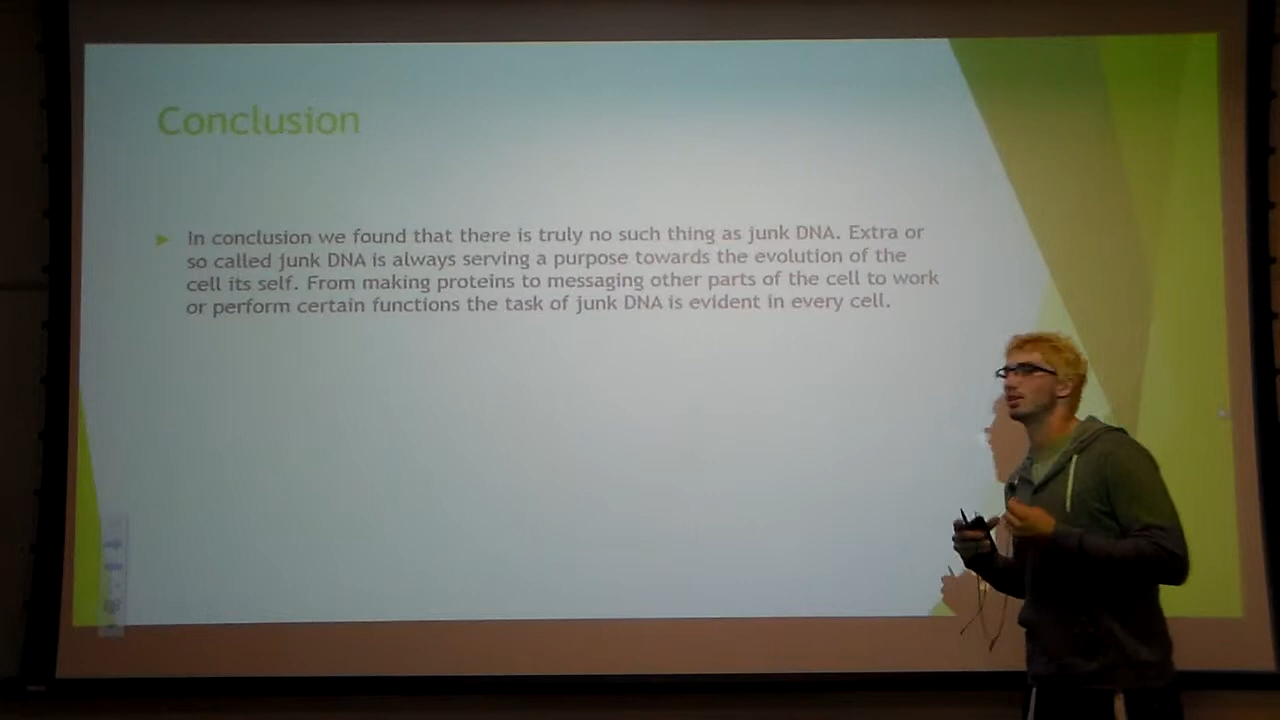 Conclusion
In conclusion we found that there is truly no such thing as junk DNA. Extra or
so called junk DNA is always serving a purpose towards the evolution of the
cell its self. From making proteins to messaging other parts of the cell to work
or perform certain functions the task of junk DNA is evident in every cell.